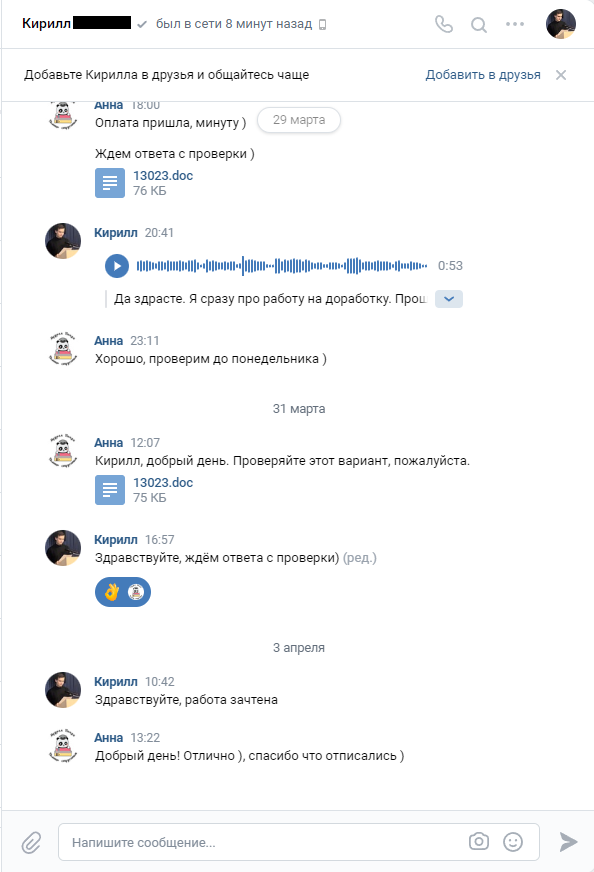 Кирилл
был в сети 8 минут назад
Добавьте Кирилла в друзья и общайтесь чаще
Добавить в друзья
Анна 18:00
Оплата пришла, минуту )
29 марта
Ждем ответа с проверки )
13023.doc
76 КБ
Кирилл 20:41
0:53
Да здрасте. Я сразу про работу на доработку.
Анна 23:11
Хорошо, проверим до понедельника )
31 марта
Анна 12:07
Кирилл, добрый день. Проверяйте этот вариант, пожалуйста.
13023.doc
75 КБ
Кирилл 16:57
Здравствуйте, ждём ответа с проверки) (ред.)
3 апреля
Кирилл 10:42
Здравствуйте, работа зачтена
Анна 13:22
Добрый день! Отлично ), спасибо что отписались )
Напишите сообщение...